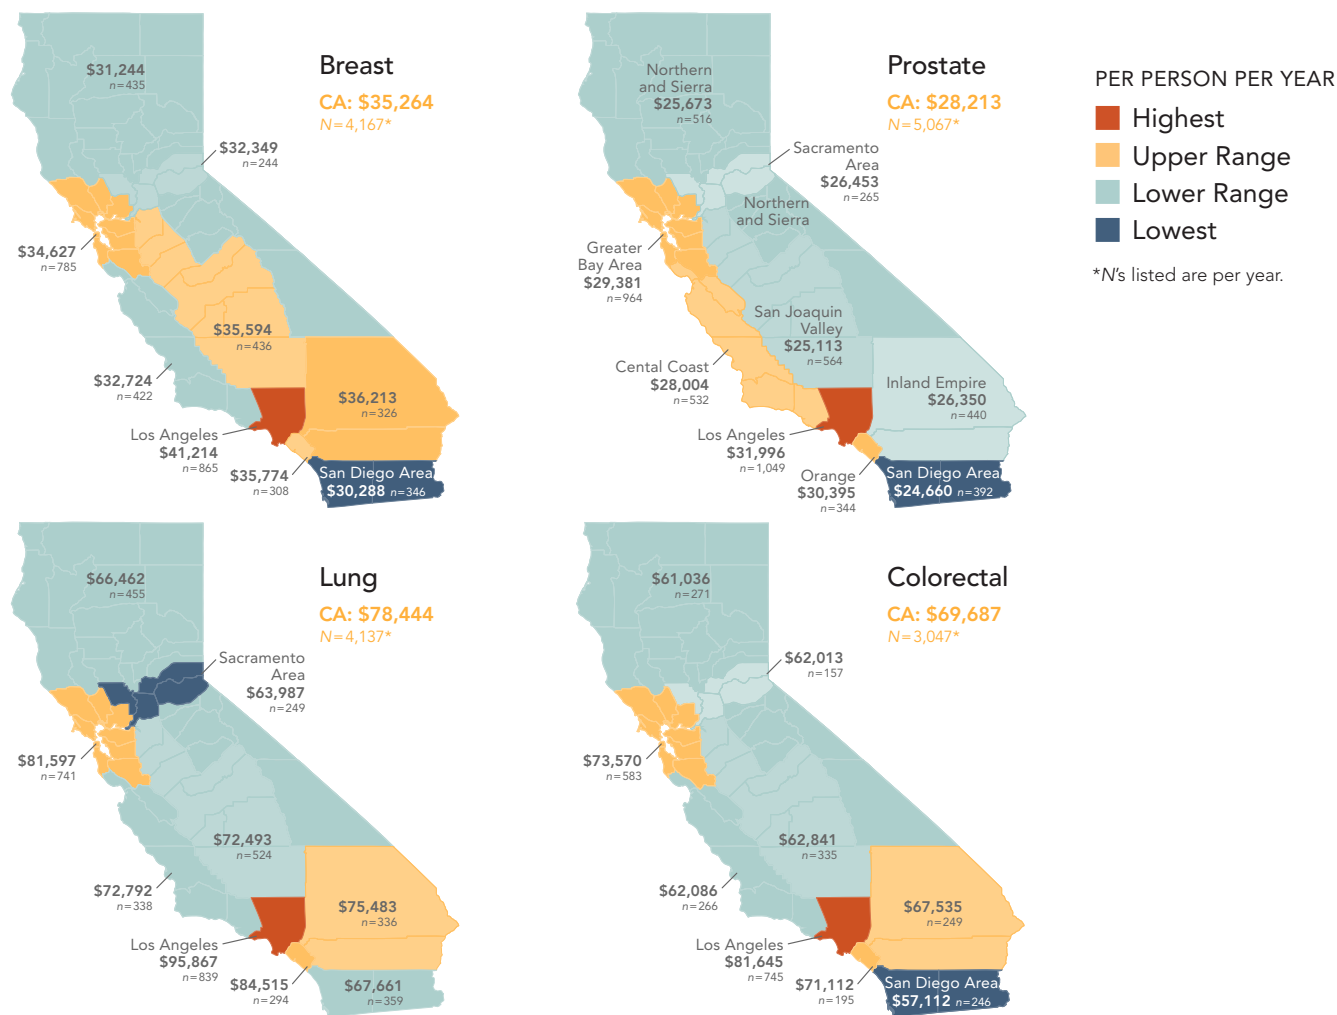 Breast
CA: $35,264
N=4,167*
$31,244
n=435
$32,349
n=244
$34,627
n=785
$35,594
n=436
$32,724
n=422
$36,213
n=326
Los Angeles
$41,214
n=865
$35,774
n=308
San Diego Area
$30,288 n=346
Prostate
CA: $28,213
N=5,067*
Northern
and Sierra
$25,673
n=516
Sacramento
Area
$26,453
n=265
Northern
and Sierra
Greater
Bay Area
$29,381
n=964
San Joaquin
Valley
$25,113
n=564
Cental Coast
$28,004
n=532
Inland Empire
$26,350
n=440
Los Angeles
$31,996
n=1,049
Orange
$30,395
n=344
San Diego Area
$24,660 n=392
PER PERSON PER YEAR
Highest
Upper Range
Lower Range
Lowest
*N's listed are per year.
Lung
CA: $78,444
N=4,137*
$66,462
n=455
Sacramento
Area
$63,987
n=249
$81,597
n=741
$72,493
n=524
$72,792
n=338
$75,483
n=336
Los Angeles
$95,867
n=839
$84,515
n=294
$67,661
n=359
Colorectal
CA: $69,687
N=3,047*
$61,036
n=271
$62,013
n=157
$73,570
n=583
$62,841
n=335
$62,086
n=266
$67,535
n=249
Los Angeles
$81,645
n=745
$71,112
n=195
San Diego Area
$57,112 n=246